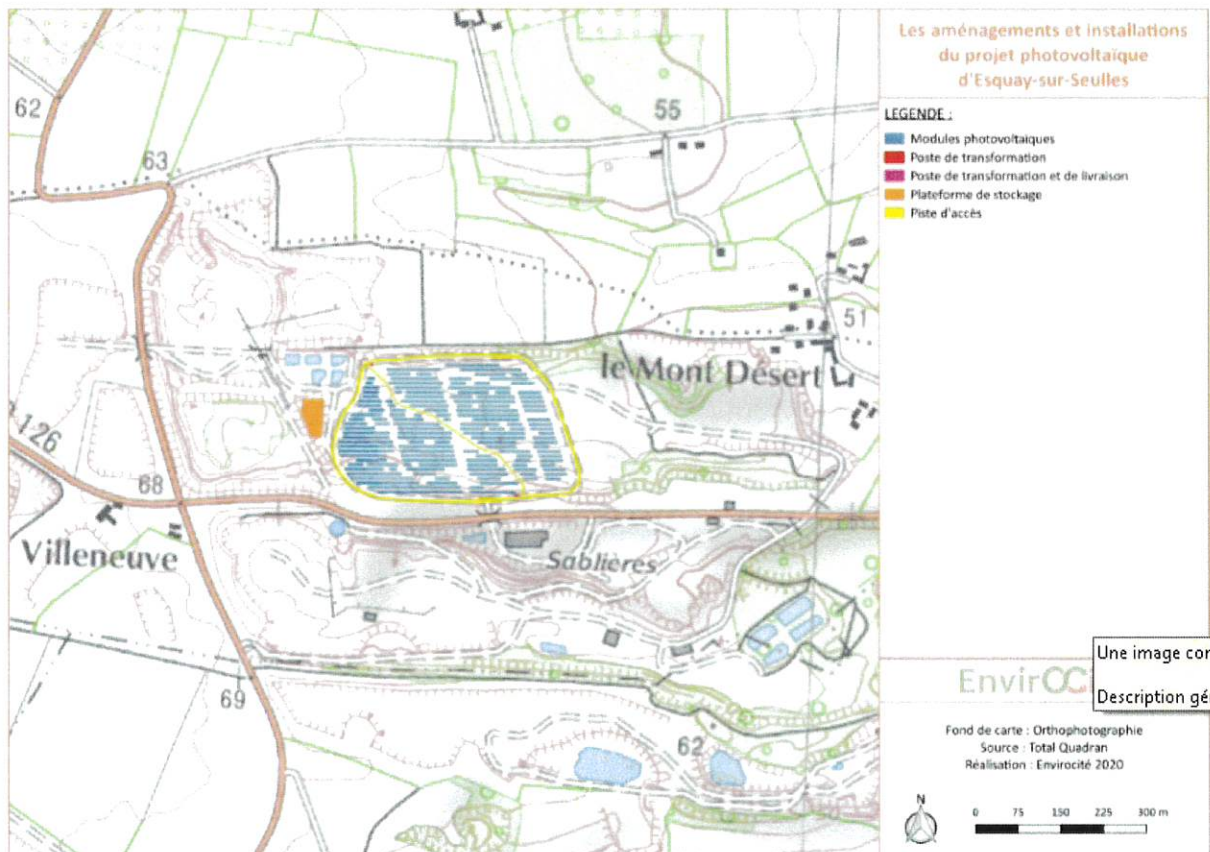 Les aménagements et installations
du projet photovoltaïque
d'Esquay-sur-Seulles
LEGENDE :
Modules photovoltaïques
Poste de transformation
Poste de transformation et de livraison
Plateforme de stockage
Piste d'accès
62
55
63
51
le Mont Désert
126
68
Villeneuve
Sablières
69
62
Une image con
Description gé
Fond de carte : Orthophotographie
Source : Total Quadran
Réalisation : Envirocité 2020
N
0 75 150 225 300 m